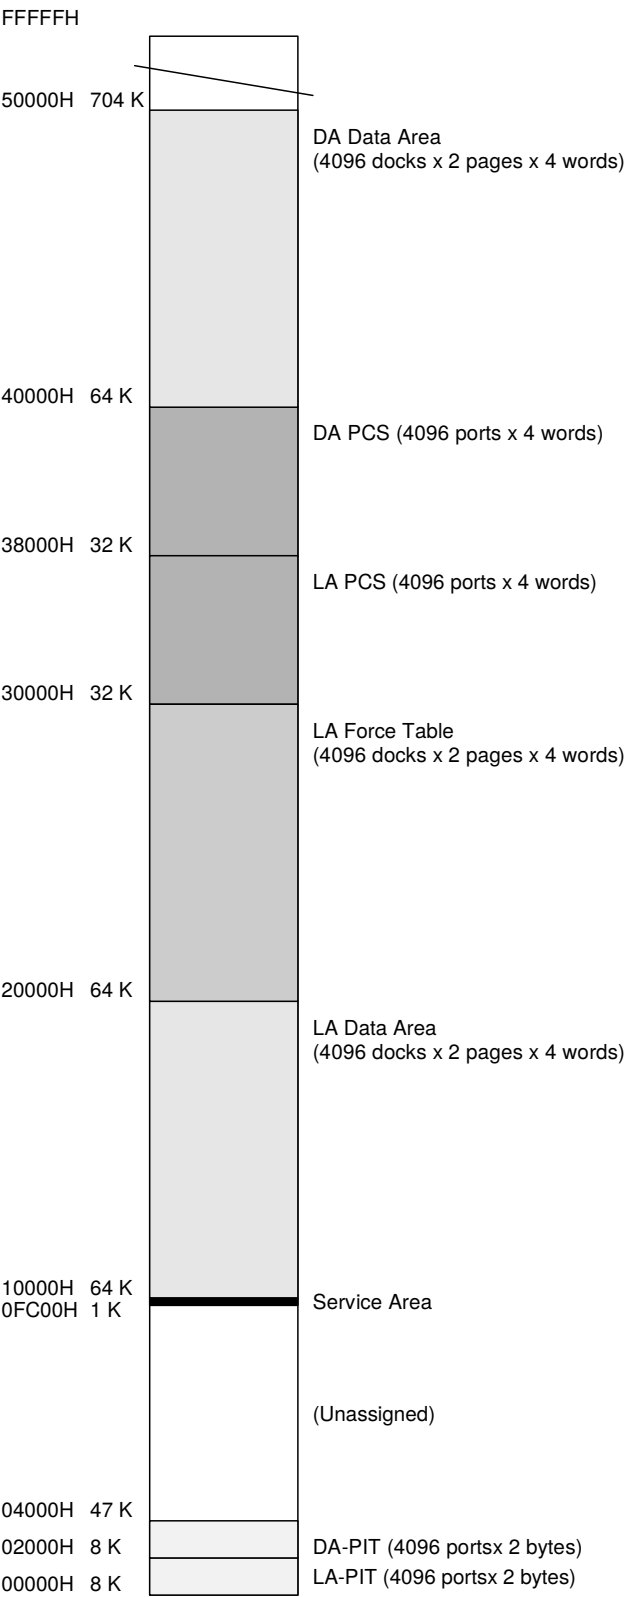 FFFFFH
50000H 704 K
DA Data Area
(4096 docks x 2 pages x 4 words)
40000H 64 K
DA PCS (4096 ports x 4 words)
38000H 32 K
LA PCS (4096 ports x 4 words)
30000H 32 K
LA Force Table
(4096 docks x 2 pages x 4 words)
20000H 64 K
LA Data Area
(4096 docks x 2 pages x 4 words)
10000H 64 K
0FC00H 1 K
Service Area
(Unassigned)
04000H 47 K
02000H 8 K
DA-PIT (4096 portsx 2 bytes)
00000H 8 K
LA-PIT (4096 portsx 2 bytes)